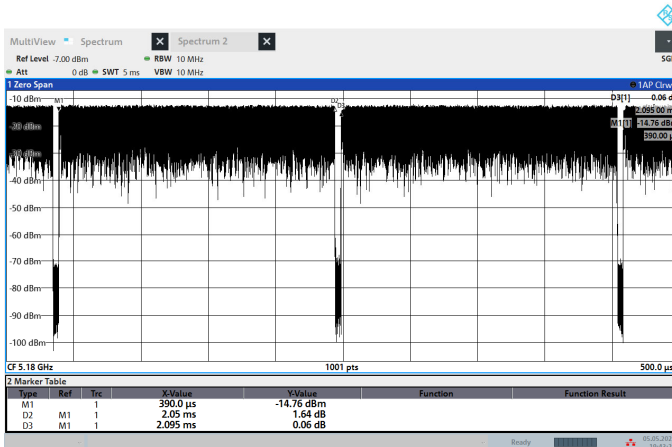 MultiView Spectrum X Spectrum 2 X
Ref Level -7.00 dBm RBW 10 MHz
Att 0 dB SWT 5 ms VBW 10 MHz
1 Zero Span 1AP Clrw
D3[1] 0.06
2.095 00
M1[1] -14.76
390.00
M1 D2 D3
-10 dBm
-20 dBm
-30 dBm
-40 dBm
-50 dBm
-60 dBm
-70 dBm
-80 dBm
-90 dBm
-100 dBm
CF 5.18 GHz 1001 pts 500.0 µs
2 Marker Table
Type Ref Trc X-Value Y-Value Function Function Result
M1 1 390.0 µs -14.76 dBm
D2 M1 1 2.05 ms 1.64 dB
D3 M1 1 2.095 ms 0.06 dB
Ready